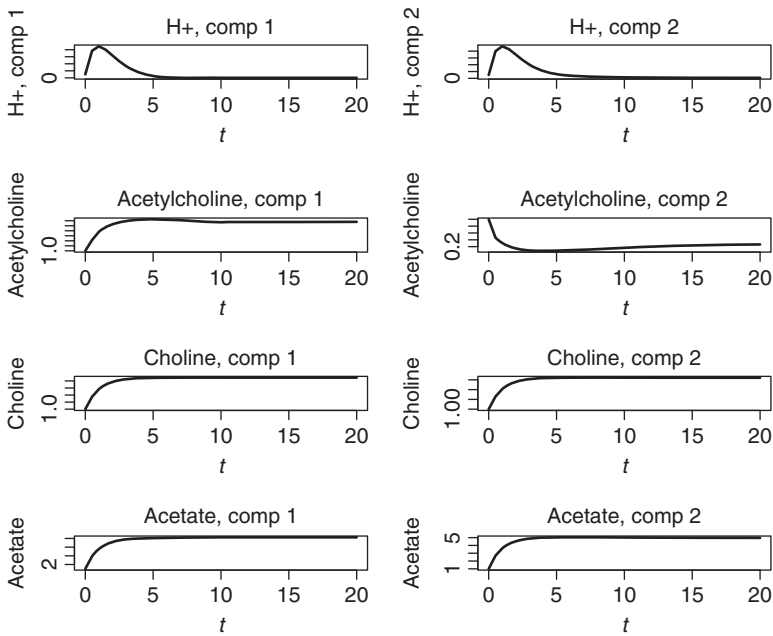 H+, comp 1
H+, comp 1
0
0 5 10 15 20
t
H+, comp 2
H+, comp 2
0
0 5 10 15 20
t
Acetylcholine, comp 1
Acetylcholine
1.0
0 5 10 15 20
t
Acetylcholine, comp 2
Acetylcholine
0.2
0 5 10 15 20
t
Choline, comp 1
Choline
1.0
0 5 10 15 20
t
Choline, comp 2
Choline
1.00
0 5 10 15 20
t
Acetate, comp 1
Acetate
2
0 5 10 15 20
t
Acetate, comp 2
Acetate
5
1
0 5 10 15 20
t